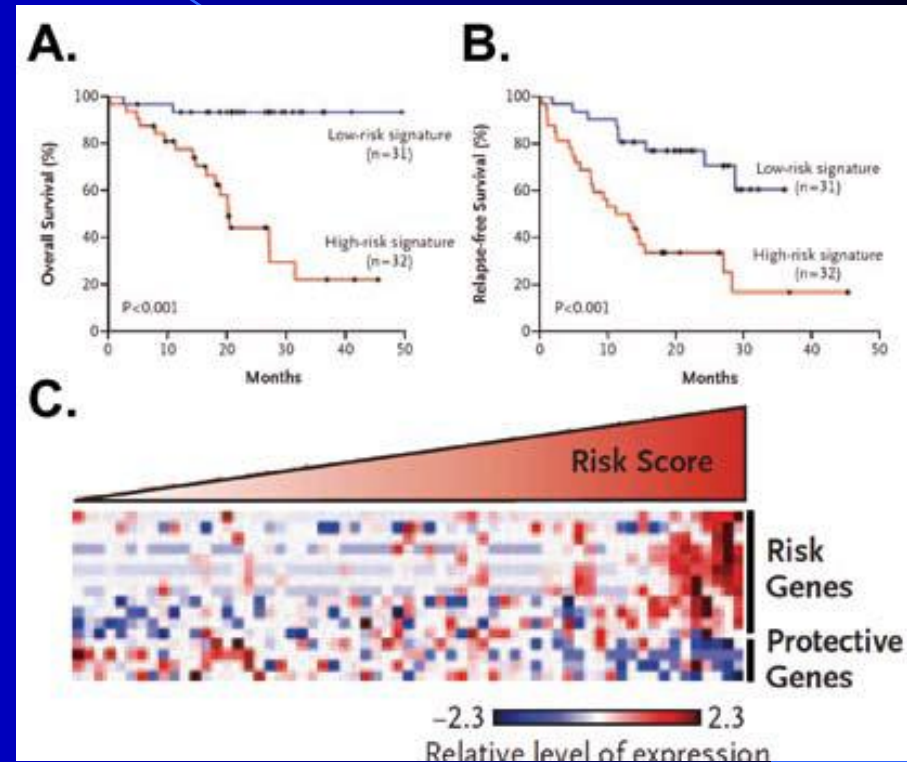 A.
Overall Survival (%)
100
80
60
40
20
0
Low-risk signature
(n=31)
High-risk signature
(n=32)
P<0.001
0 10 20 30 40 50
Months
B.
Relapse-free Survival (%)
100
80
60
40
20
0
Low-risk signature
(n=31)
High-risk signature
(n=32)
P<0.001
0 10 20 30 40 50
Months
C.
Risk Score
Risk
Genes
Protective
Genes
−2.3 2.3
Relative level of expression